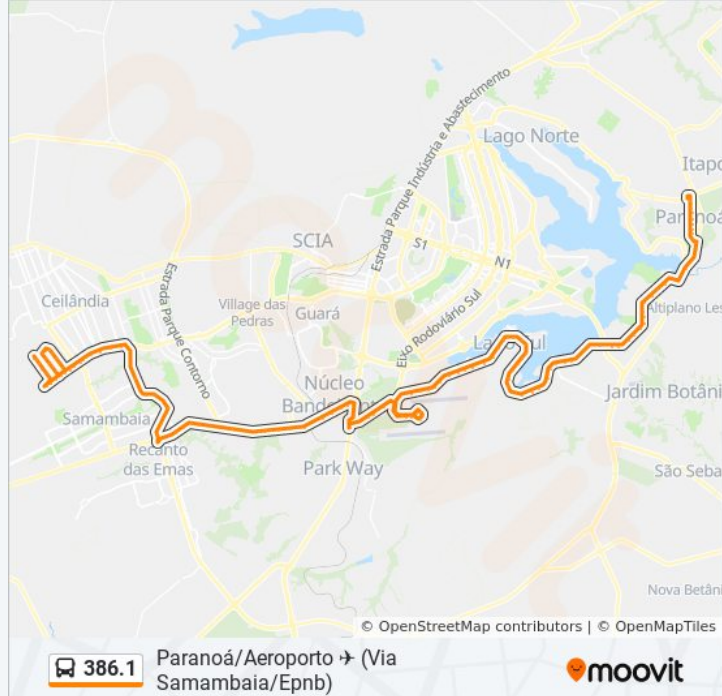 Estrada Parque Indústria e Abastecimento
Lago Norte
Itapo
Paranoá
SCIA
S1
N1
Ceilândia
Estrada Parque Contorno
Village das
Pedras
Guará
Eixo Rodoviário Sul
Lago Sul
Altiplano Les
Núcleo
Bandeirante
Jardim Botâni
Samambaia
Recanto
das Emas
Park Way
São Seba
Nova Betân
© OpenStreetMap contributors | © OpenMapTiles
386.1
Paranoá/Aeroporto ✈ (Via
Samambaia/Epnb)
moovit